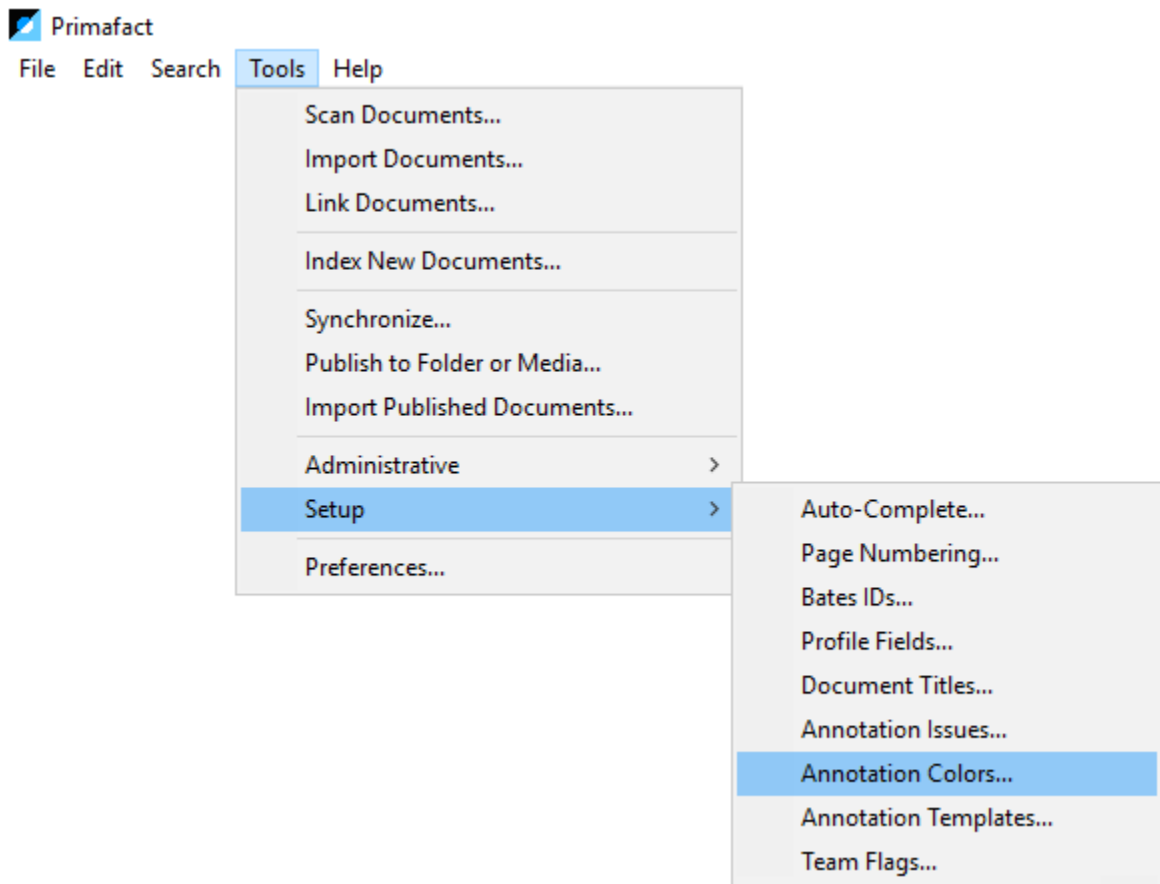 Primafact
File Edit Search Tools Help
Scan Documents...
Import Documents...
Link Documents...
Index New Documents...
Synchronize...
Publish to Folder or Media...
Import Published Documents...
Administrative
Setup
Preferences...
Auto-Complete...
Page Numbering...
Bates IDs...
Profile Fields...
Document Titles...
Annotation Issues...
Annotation Colors...
Annotation Templates...
Team Flags...